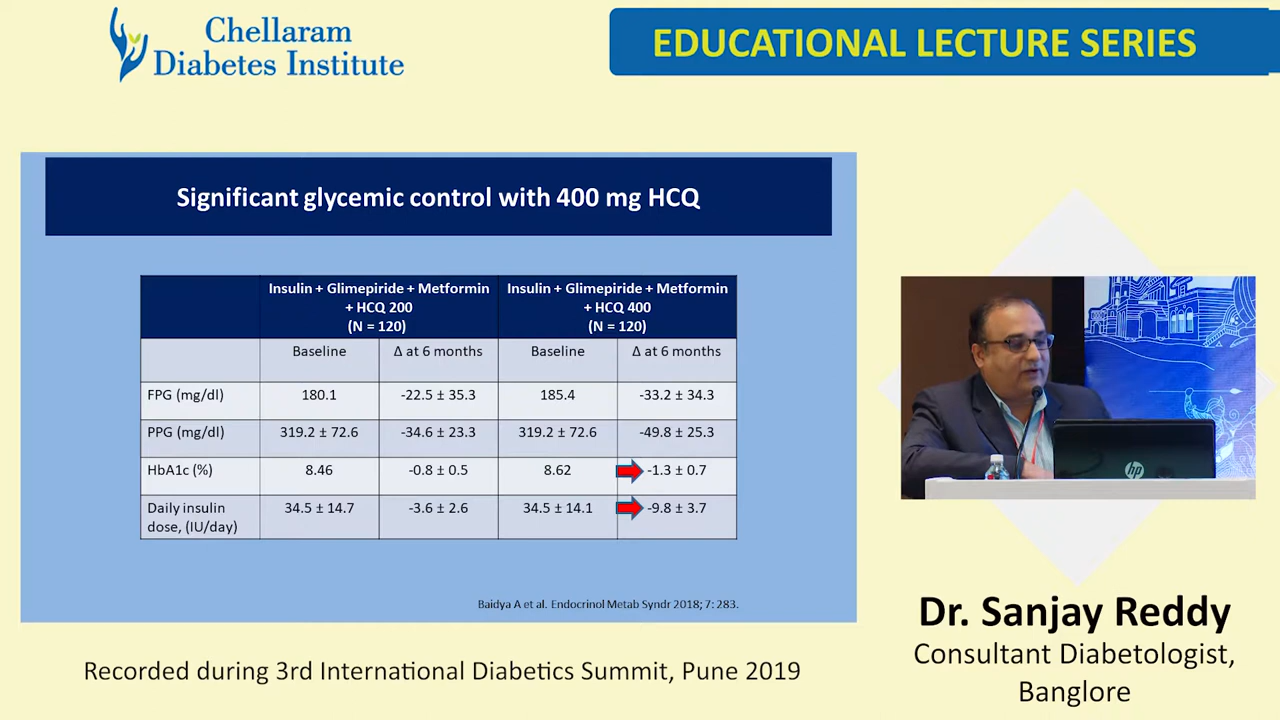 Chellaram
Diabetes Institute
EDUCATIONAL LECTURE SERIES
Significant glycemic control with 400 mg HCQ
Insulin + Glimepiride + Metformin
+ HCQ 200
(N = 120)
Insulin + Glimepiride + Metformin
+ HCQ 400
(N = 120)
Baseline Δ at 6 months Baseline Δ at 6 months
FPG (mg/dl) 180.1 -22.5 ± 35.3 185.4 -33.2 ± 34.3
PPG (mg/dl) 319.2 ± 72.6 -34.6 ± 23.3 319.2 ± 72.6 -49.8 ± 25.3
HbA1c (%) 8.46 -0.8 ± 0.5 8.62 -1.3 ± 0.7
Daily insulin
dose, (IU/day) 34.5 ± 14.7 -3.6 ± 2.6 34.5 ± 14.1 -9.8 ± 3.7
Baidya A et al. Endocrinol Metab Syndr 2018; 7: 283.
hp
Dr. Sanjay Reddy
Consultant Diabetologist,
Banglore
Recorded during 3rd International Diabetics Summit, Pune 2019